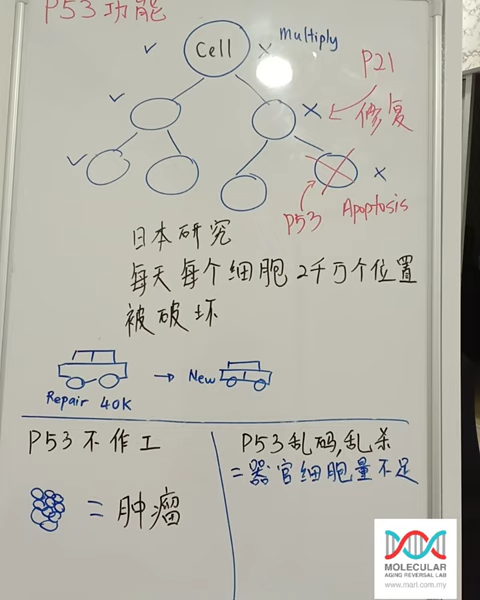 P53功能
Cell
multiply
P21
修复
P53
Apoptosis
日本研究
每天每个细胞2千万个位置
被破坏
Repair 40K
New
P53不作工
=肿瘤
P53乱码,乱杀
=器官细胞量不足
MOLECULAR
AGING REVERSAL LAB
www.marl.com.my